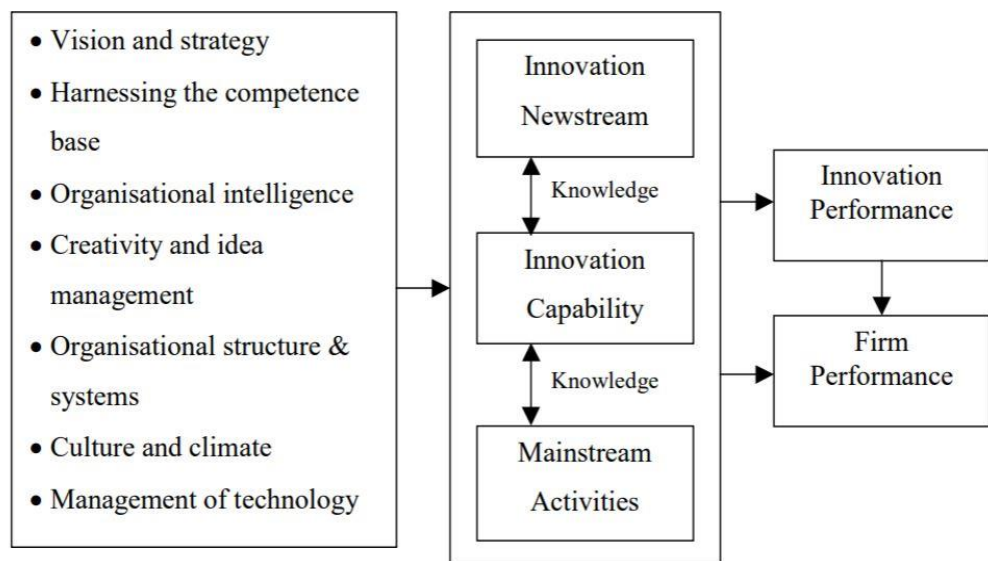 • Vision and strategy
• Harnessing the competence
base
• Organisational intelligence
• Creativity and idea
management
• Organisational structure &
systems
• Culture and climate
• Management of technology
Innovation
Newstream
Knowledge
Innovation
Capability
Knowledge
Mainstream
Activities
Innovation
Performance
Firm
Performance